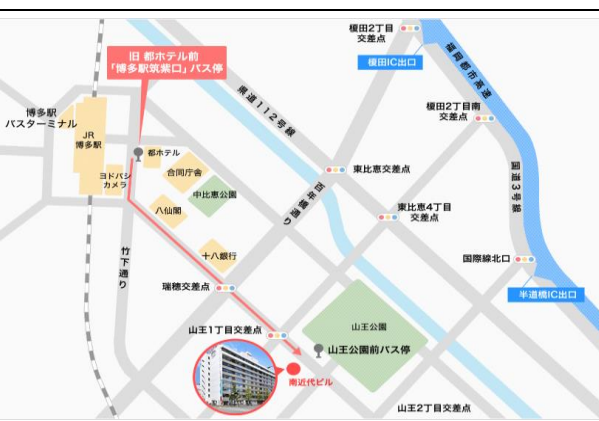 榎田2丁目
交差点
旧 都ホテル前
「博多駅筑紫口」バス停
榎田IC出口
福岡都市高速
県道112号線
榎田2丁目南
交差点
博多駅
バスターミナル
JR
博多駅
都ホテル
合同庁舎
ヨドバシ
カメラ
中比恵公園
東比恵交差点
百年橋通り
国道3号線
八仙閣
東比恵4丁目
交差点
竹下通り
十八銀行
国際線北口
瑞穂交差点
半道橋IC出口
山王1丁目交差点
山王公園
山王公園前バス停
南近代ビル
山王2丁目交差点